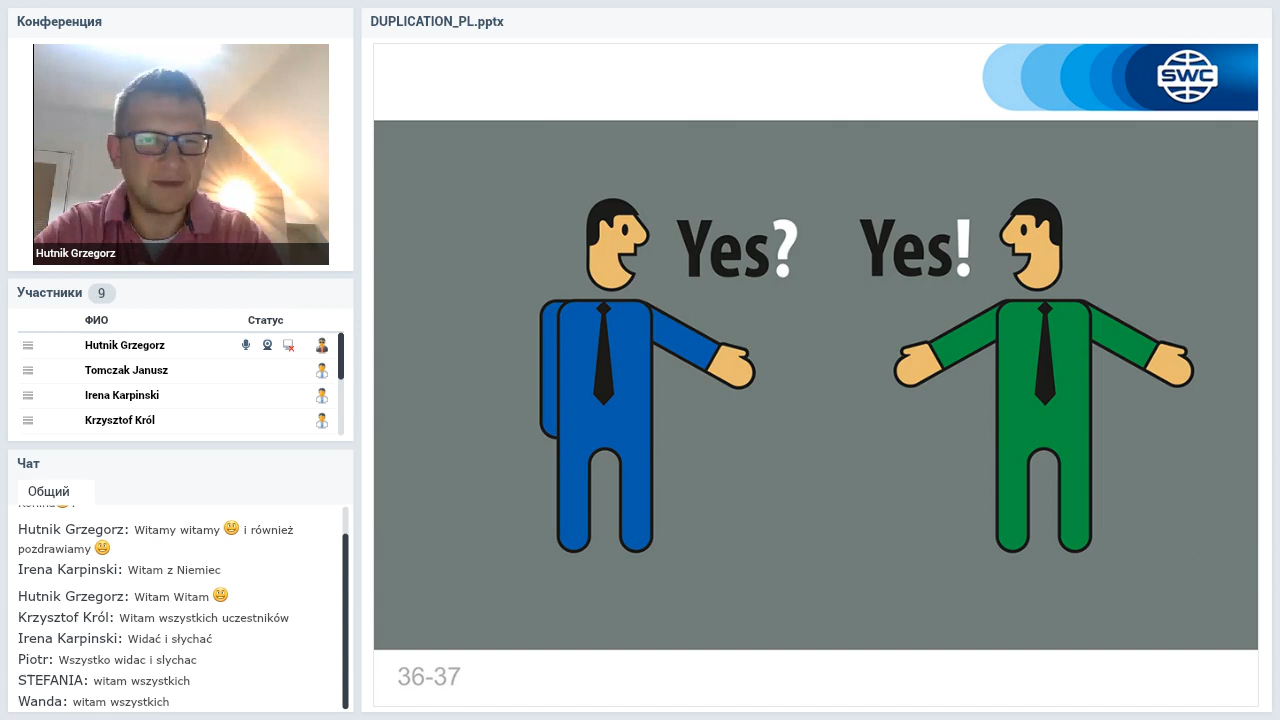 Конференция
Hutnik Grzegorz
Участники 9
ФИО Статус
Hutnik Grzegorz
Tomczak Janusz
Irena Karpinski
Krzysztof Król
Чат
Общий
Hutnik Grzegorz: Witamy witamy i również
pozdrawiamy
Irena Karpinski: Witam z Niemiec
Hutnik Grzegorz: Witam Witam
Krzysztof Król: Witam wszystkich uczestników
Irena Karpinski: Widać i słychać
Piotr: Wszystko widac i slychac
STEFANIA: witam wszystkich
Wanda: witam wszystkich
DUPLICATION_PL.pptx
SWC
Yes? Yes!
36-37